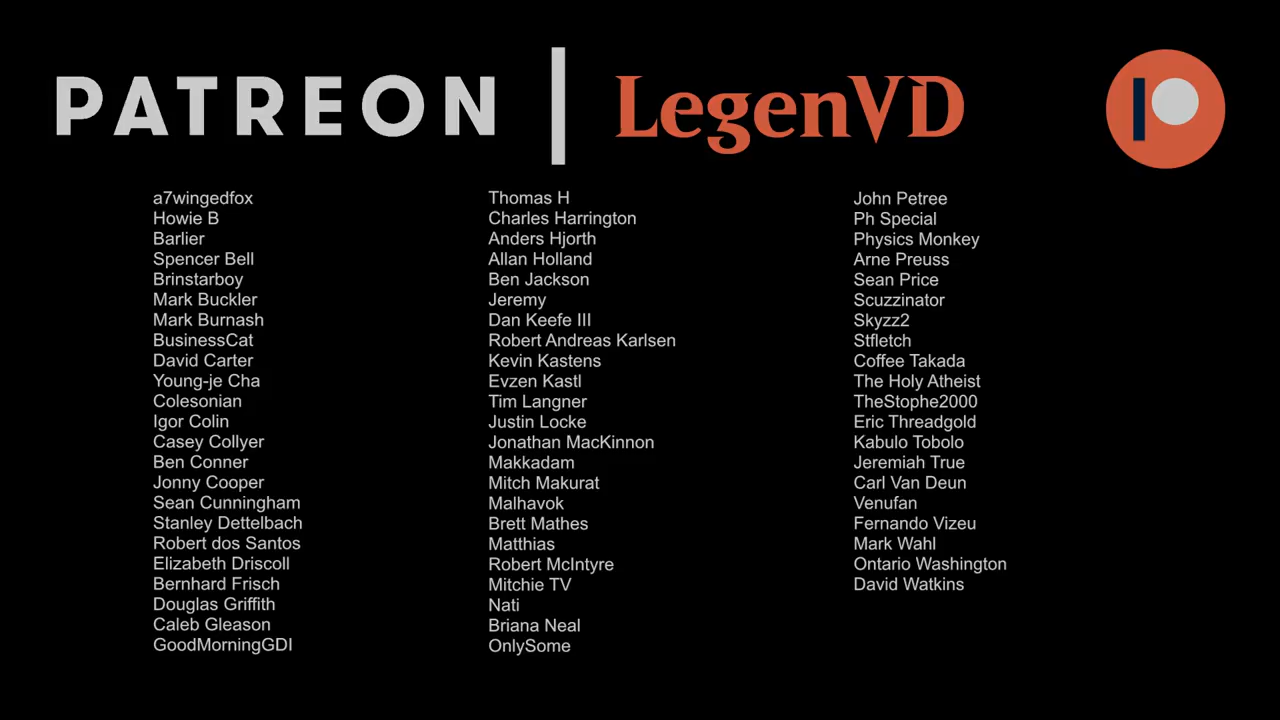 PATREON | LegenVD
a7wingedfox
Howie B
Barlier
Spencer Bell
Brinstarboy
Mark Buckler
Mark Burnash
BusinessCat
David Carter
Young-je Cha
Colesonian
Igor Colin
Casey Collyer
Ben Conner
Jonny Cooper
Sean Cunningham
Stanley Dettelbach
Robert dos Santos
Elizabeth Driscoll
Bernhard Frisch
Douglas Griffith
Caleb Gleason
GoodMorningGDI
Thomas H
Charles Harrington
Anders Hjorth
Allan Holland
Ben Jackson
Jeremy
Dan Keefe III
Robert Andreas Karlsen
Kevin Kastens
Evzen Kastl
Tim Langner
Justin Locke
Jonathan MacKinnon
Makkadam
Mitch Makurat
Malhavok
Brett Mathes
Matthias
Robert McIntyre
Mitchie TV
Nati
Briana Neal
OnlySome
John Petree
Ph Special
Physics Monkey
Arne Preuss
Sean Price
Scuzzinator
Skyzz2
Stfletch
Coffee Takada
The Holy Atheist
TheStophe2000
Eric Threadgold
Kabulo Tobolo
Jeremiah True
Carl Van Deun
Venufan
Fernando Vizeu
Mark Wahl
Ontario Washington
David Watkins